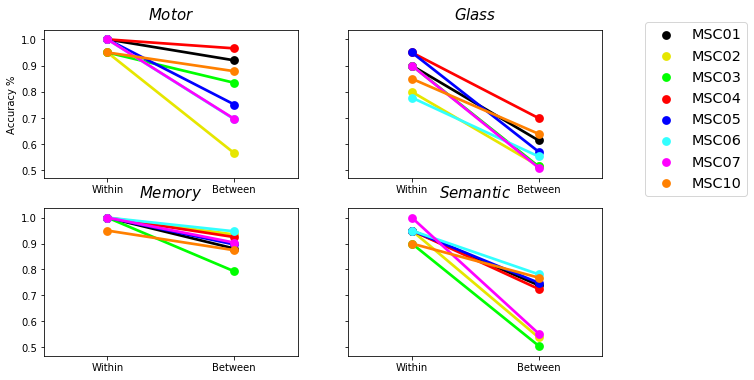 Motor
Glass
Accuracy %
1.0
0.9
0.8
0.7
0.6
0.5
Within
Between
Within
Between
MSC01
MSC02
MSC03
MSC04
MSC05
MSC06
MSC07
MSC10
Memory
Semantic
1.0
0.9
0.8
0.7
0.6
0.5
Within
Between
Within
Between